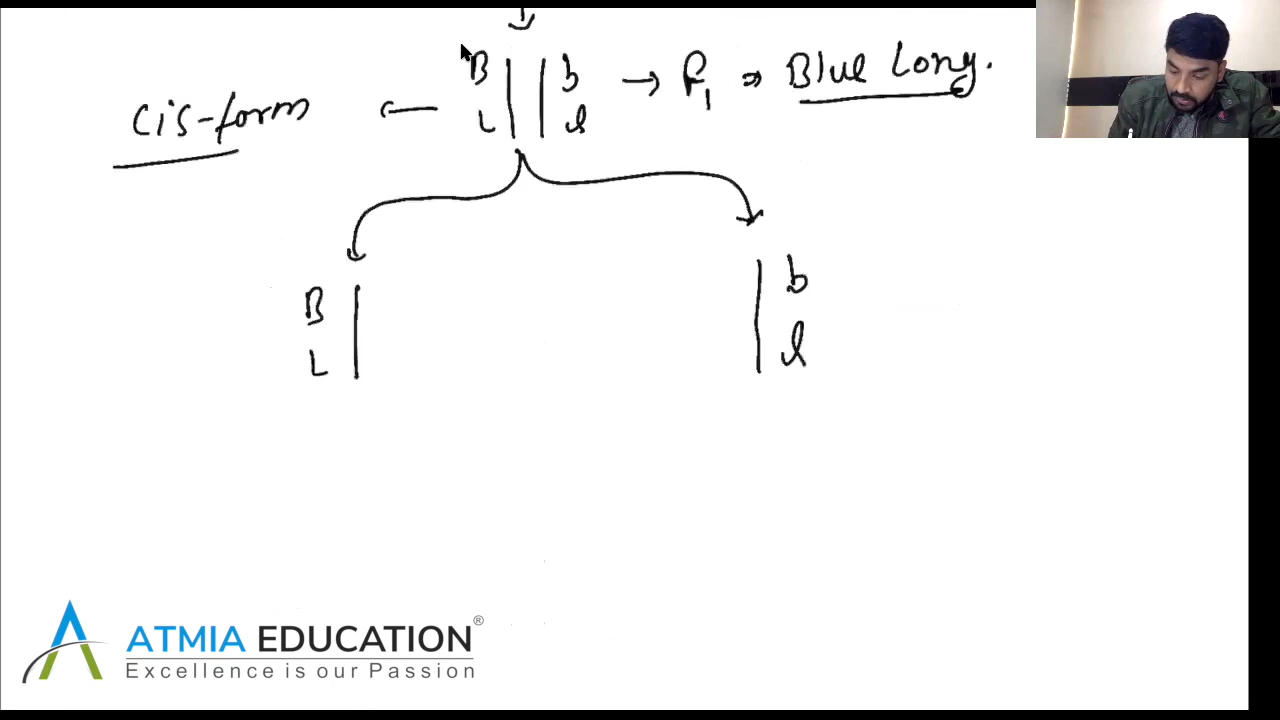 B b → F1 ⇒ Blue Long.
cis-form ← L l
B b
L l
ATMIA EDUCATION®
Excellence is our Passion